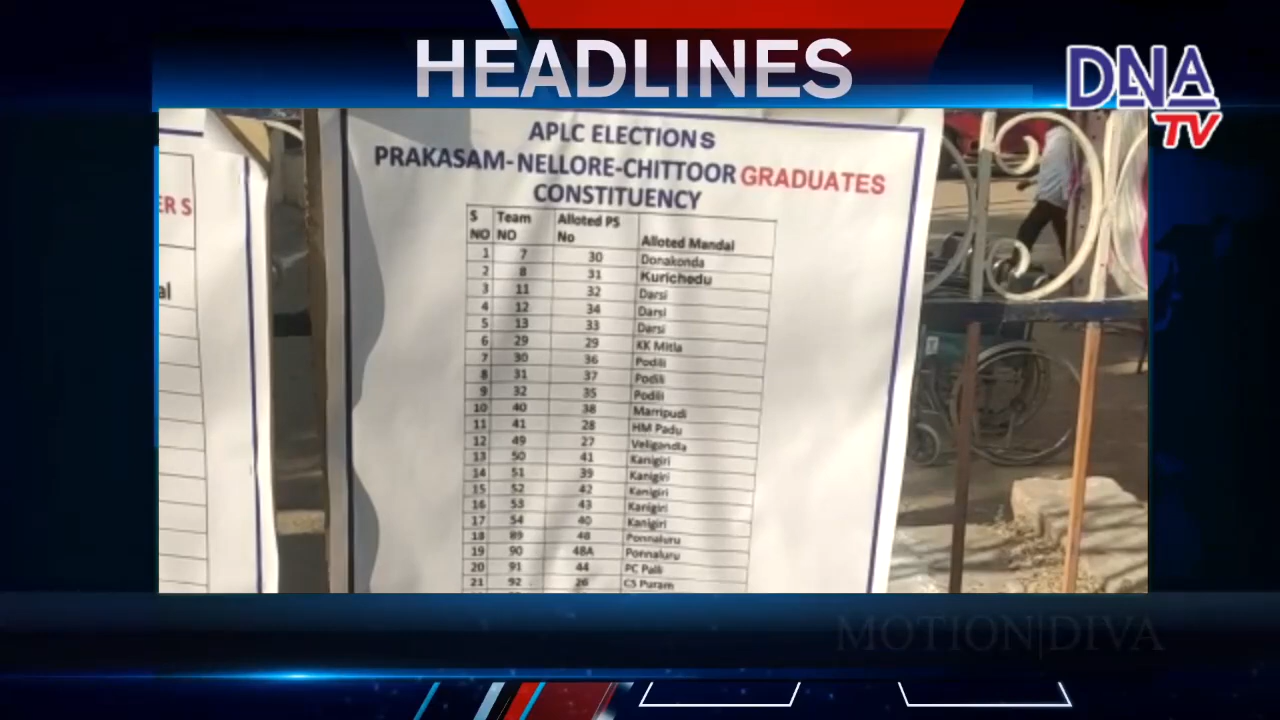 HEADLINES
DNA
TV
APLC ELECTIONS
PRAKASAM-NELLORE-CHITTOOR GRADUATES
CONSTITUENCY
ER S
al
S NO Team NO Alloted PS No Alloted Mandal
1 7 30 Donakonda
2 8 31 Kurichedu
3 11 32 Darsi
4 12 34 Darsi
5 13 33 Darsi
6 29 29 KK Mitla
7 30 36 Podili
8 31 37 Podili
9 32 35 Podili
10 40 38 Marripudi
11 41 28 HM Padu
12 49 27 Veligandla
13 50 41 Kanigiri
14 51 39 Kanigiri
15 52 42 Kanigiri
16 53 43 Kanigiri
17 54 40 Kanigiri
18 89 48 Ponnaluru
19 90 48A Ponnaluru
20 91 44 PC Palli
21 92 26 CS Puram
MOTION|DIVA